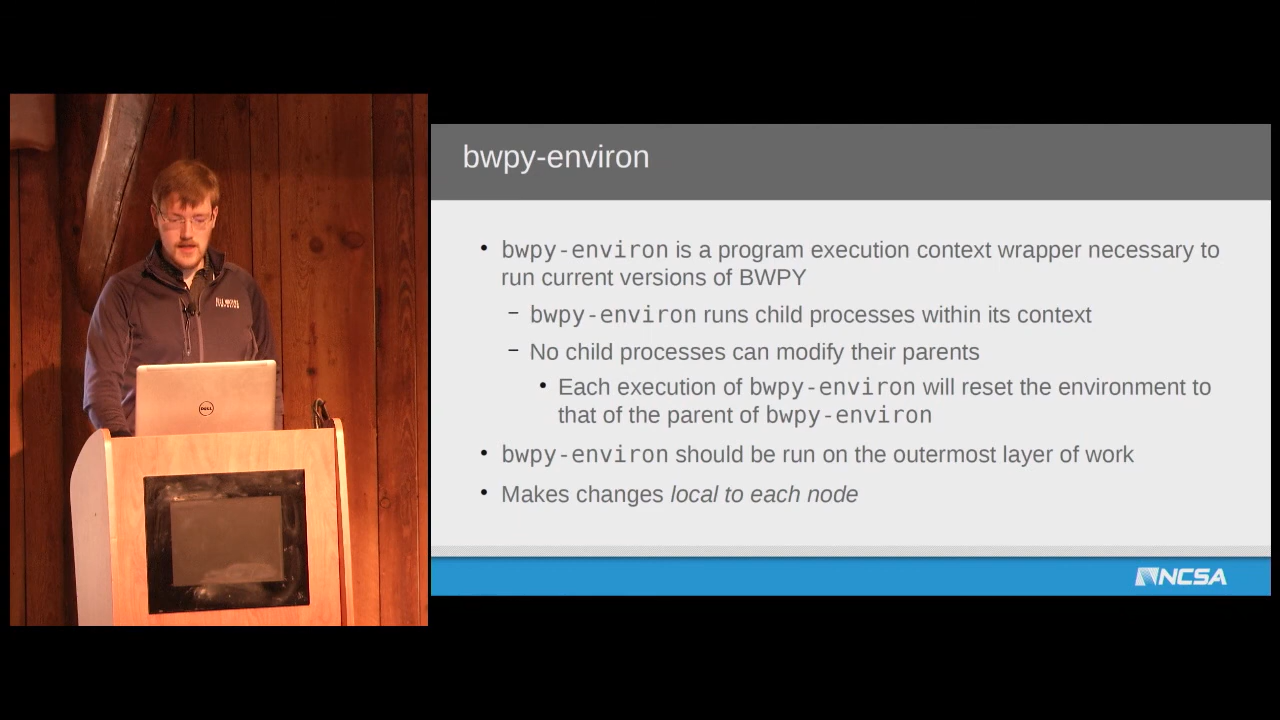 bwpy-environ
• bwpy-environ is a program execution context wrapper necessary to
run current versions of BWPY
– bwpy-environ runs child processes within its context
– No child processes can modify their parents
• Each execution of bwpy-environ will reset the environment to
that of the parent of bwpy-environ
• bwpy-environ should be run on the outermost layer of work
• Makes changes local to each node
NCSA
DELL